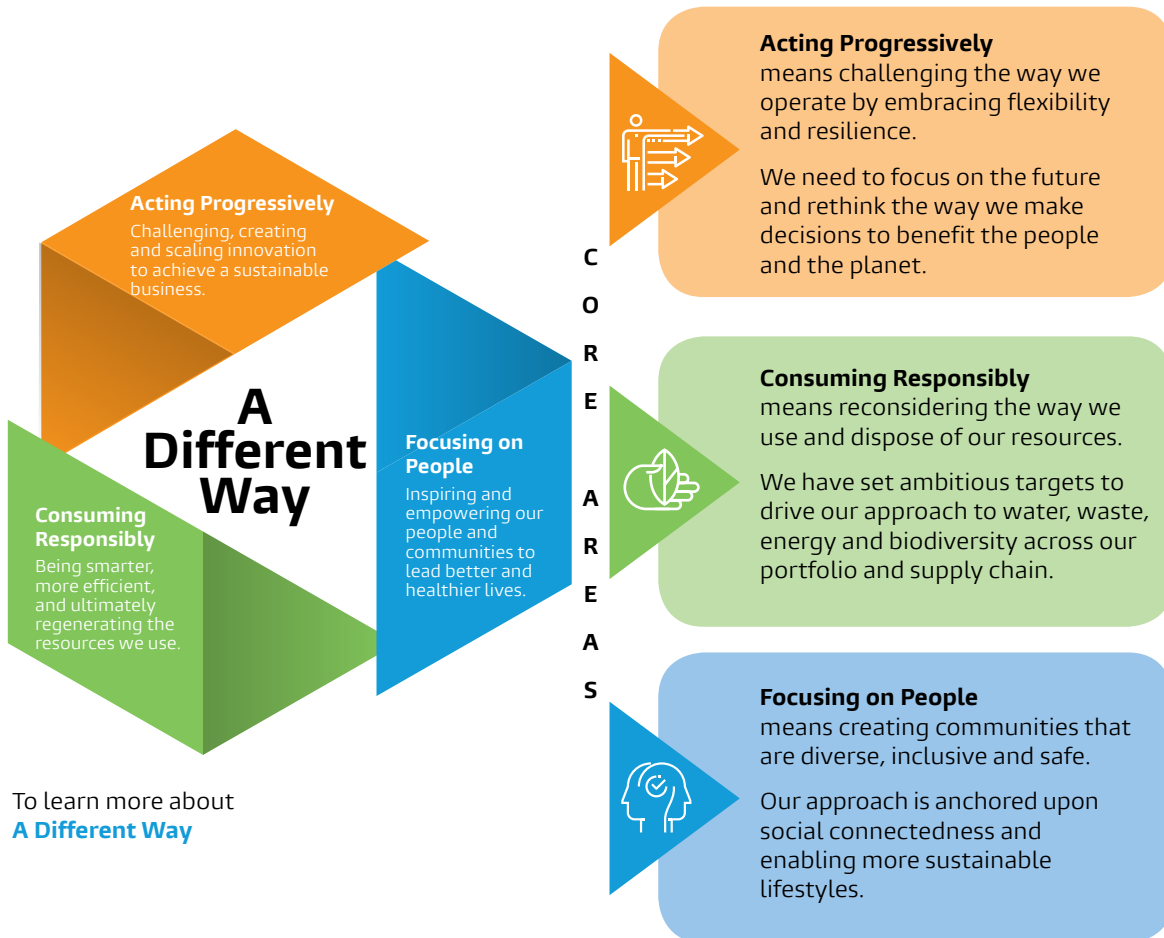 Acting Progressively
Challenging, creating
and scaling innovation
to achieve a sustainable
business.
A
Different
Way
Focusing on
People
Inspiring and
empowering our
people and
communities to
lead better and
healthier lives.
Consuming
Responsibly
Being smarter,
more efficient,
and ultimately
regenerating the
resources we use.
To learn more about
A Different Way
CORE AREAS
Acting Progressively
means challenging the way we
operate by embracing flexibility
and resilience.
We need to focus on the future
and rethink the way we make
decisions to benefit the people
and the planet.
Consuming Responsibly
means reconsidering the way we
use and dispose of our resources.
We have set ambitious targets to
drive our approach to water, waste,
energy and biodiversity across our
portfolio and supply chain.
Focusing on People
means creating communities that
are diverse, inclusive and safe.
Our approach is anchored upon
social connectedness and
enabling more sustainable
lifestyles.